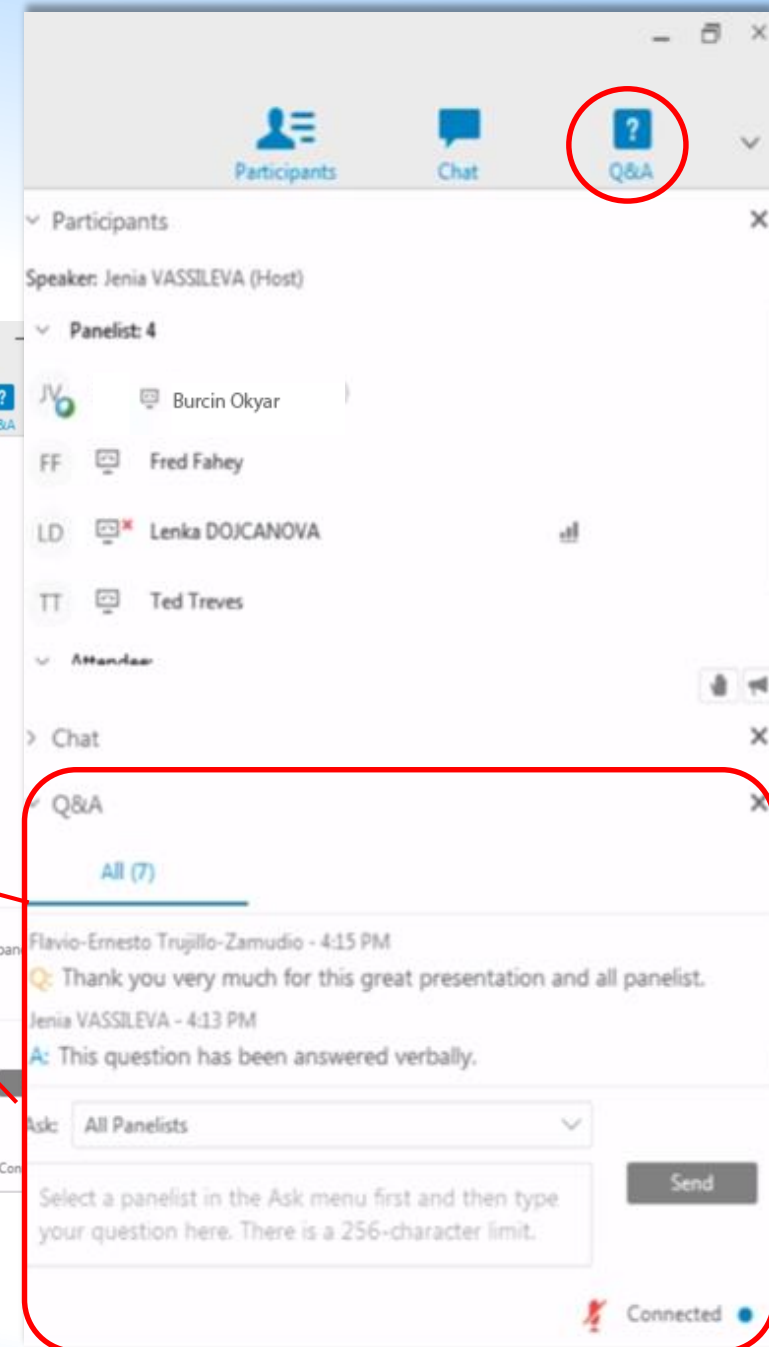 Participants
Chat
Q&A
Participants
Speaker: Jenia VASSILEVA (Host)
Panelist: 4
?
JV
Burcin Okyar
FF
Fred Fahey
LD
Lenka DOJCANOVA
TT
Ted Treves
Attendee:
Chat
Q&A
All (7)
Flavio-Ernesto Trujillo-Zamudio - 4:15 PM
Q: Thank you very much for this great presentation and all panelist.
Jenia VASSILEVA - 4:13 PM
A: This question has been answered verbally.
Ask:
All Panelists
Select a panelist in the Ask menu first and then type
your question here. There is a 256-character limit.
Send
Connected